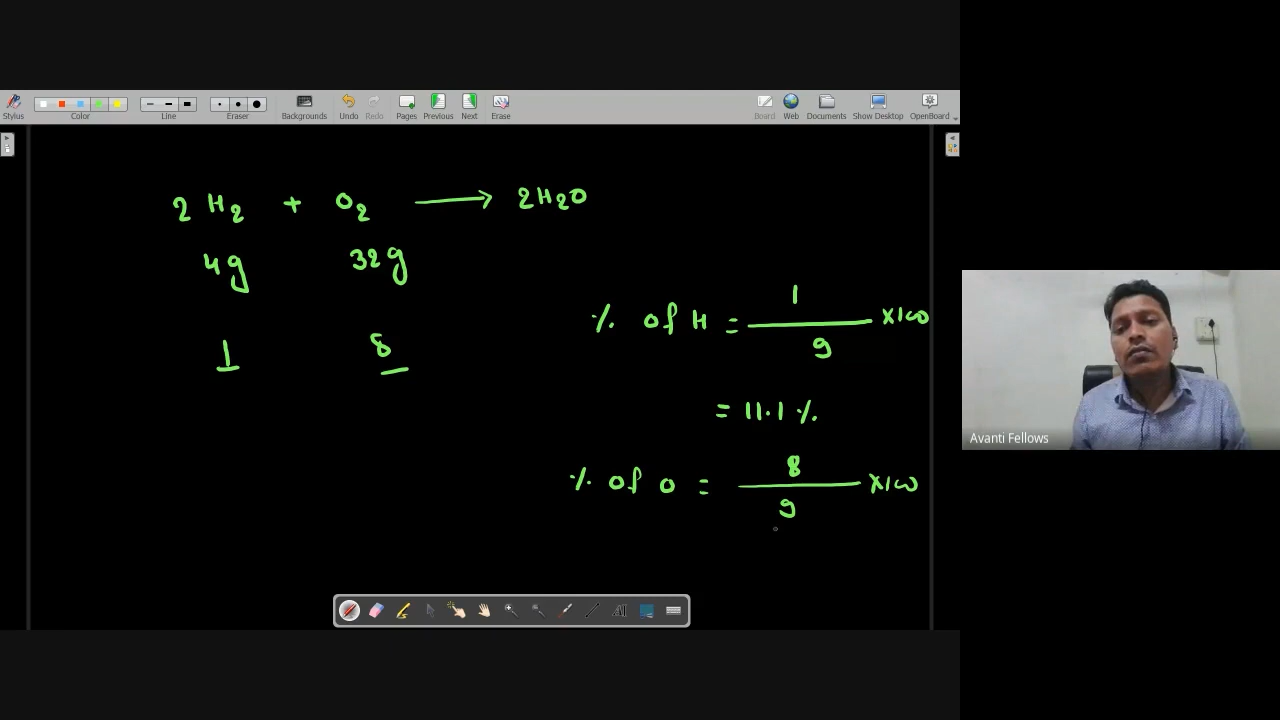 Stylus Color Line Eraser Backgrounds Undo Redo Pages Previous Next Erase Board Web Documents Show Desktop OpenBoard
2 H2 + O2 → 2H2O
4g 32g
1 8
% of H = 1/9 ×100
= 11.1 %
% of O = 8/9 ×100
Avanti Fellows